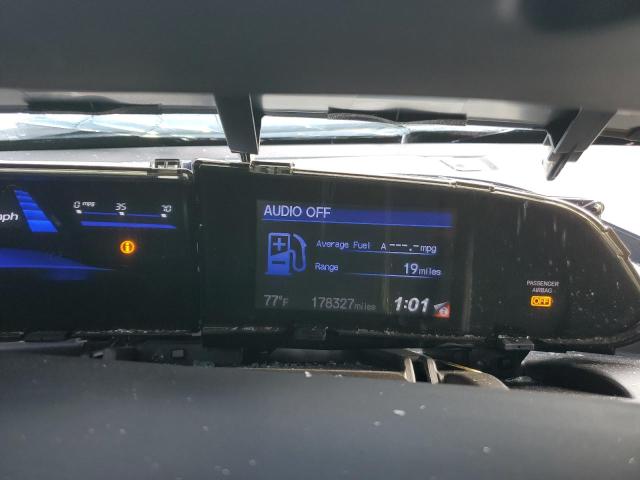 mph
0 mpg 35 70
AUDIO OFF
Average Fuel A ---.- mpg
Range 19 miles
77°F 178327 miles 1:01
PASSENGER
AIRBAG
OFF